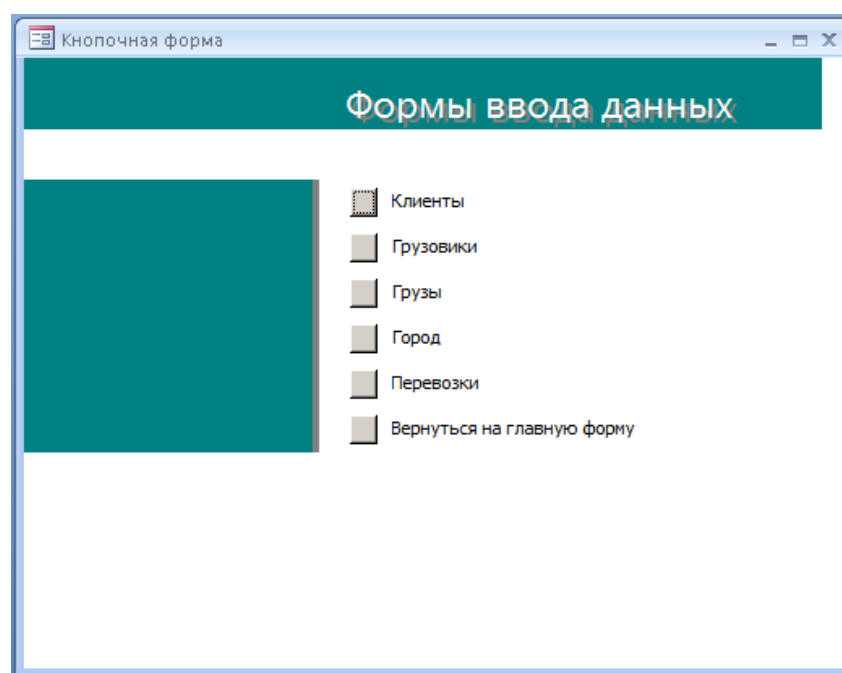 Кнопочная форма
Формы ввода данных
Клиенты
Грузовики
Грузы
Город
Перевозки
Вернуться на главную форму